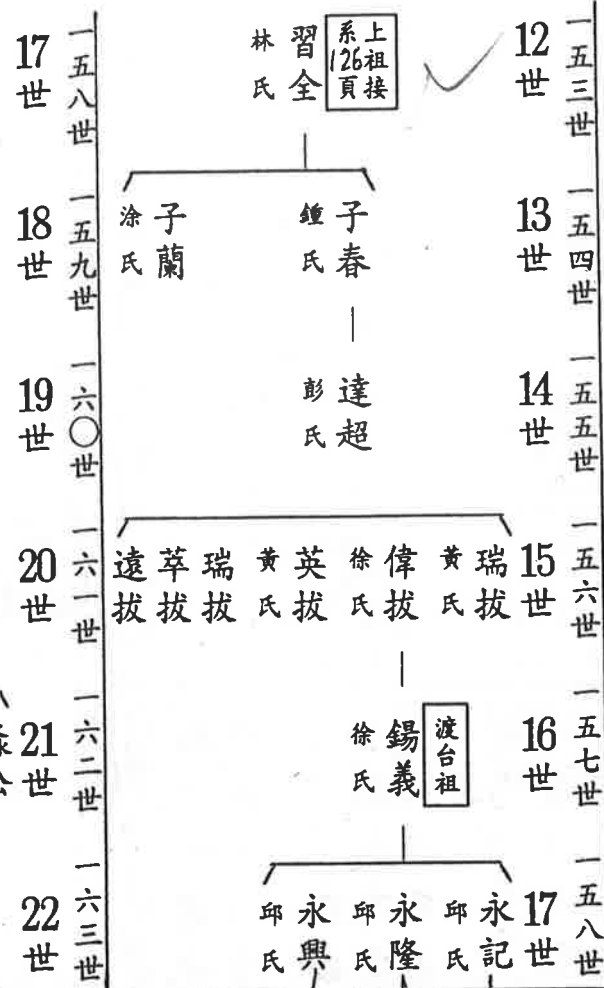 一五三世
12世
上祖接
系126頁
習全
林氏
一五四世
13世
子春
鍾氏
子蘭
涂氏
一五五世
14世
達超
彭氏
一五六世
15世
瑞拔
黃氏
偉拔
徐氏
英拔
黃氏
瑞拔
萃拔
遠拔
一五七世
16世
渡台祖
錫義
徐氏
一五八世
17世
永記
邱氏
永隆
邱氏
永興
邱氏
一五八世
17世
一五九世
18世
一六〇世
19世
一六一世
20世
一六二世
21世
一六三世
22世